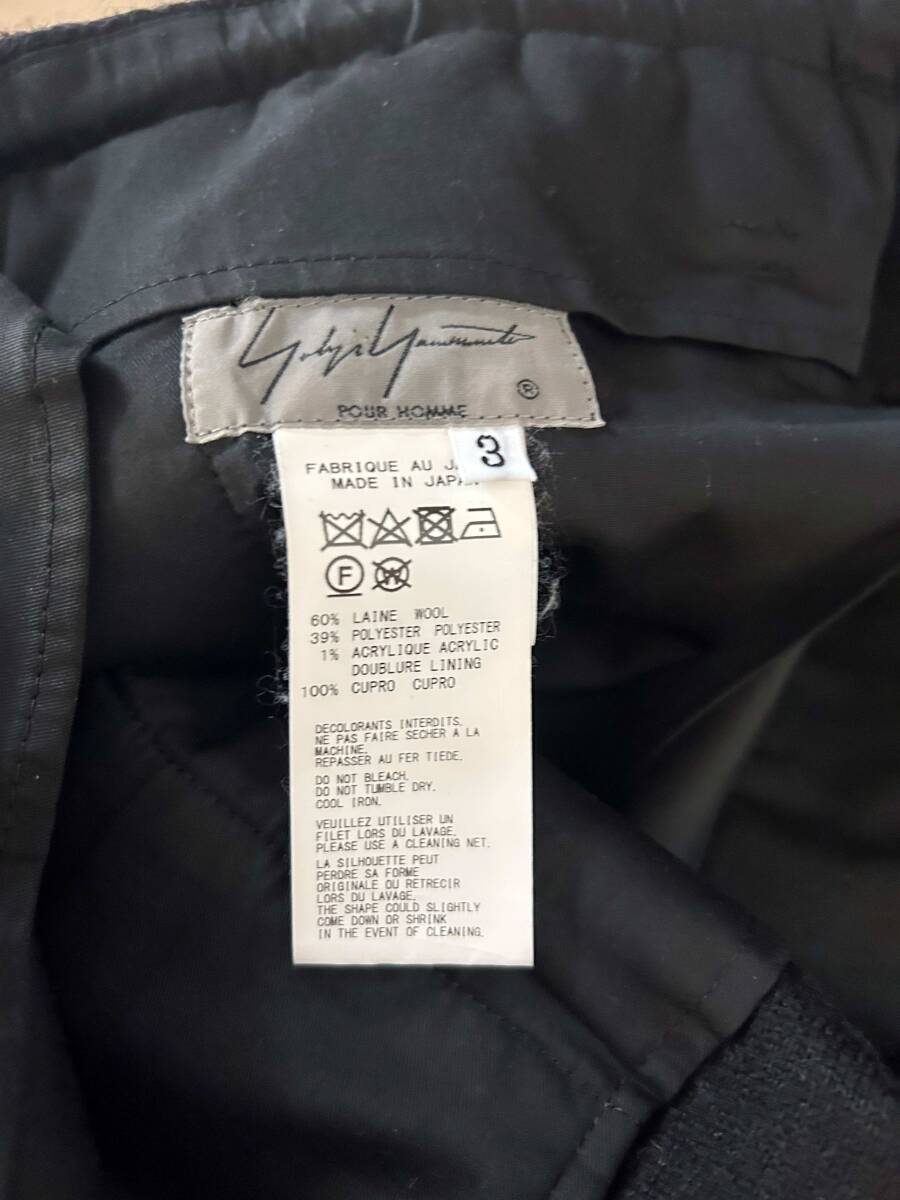 Yohji Yamamoto
®
POUR HOMME
3
FABRIQUE AU
MADE IN JAPAN
F
W
60% LAINE WOOL
39% POLYESTER POLYESTER
1% ACRYLIQUE ACRYLIC
DOUBLURE LINING
100% CUPRO CUPRO
DECOLORANTS INTERDITS.
NE PAS FAIRE SECHER A LA
MACHINE.
REPASSER AU FER TIEDE.
DO NOT BLEACH.
DO NOT TUMBLE DRY.
COOL IRON.
VEUILLEZ UTILISER UN
FILET LORS DU LAVAGE.
PLEASE USE A CLEANING NET.
LA SILHOUETTE PEUT
PERDRE SA FORME
ORIGINALE OU RETRECIR
LORS DU LAVAGE.
THE SHAPE COULD SLIGHTLY
COME DOWN OR SHRINK
IN THE EVENT OF CLEANING.